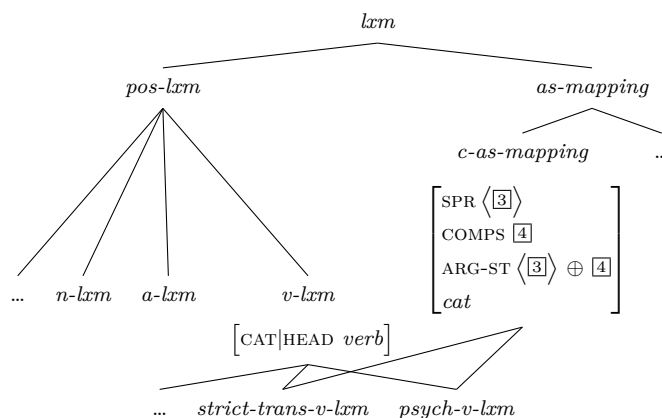 lxm
pos-lxm as-mapping
c-as-mapping ...
SPR ⟨[3]⟩
COMPS [4]
ARG-ST ⟨[3]⟩ ⊕ [4]
cat
... n-lxm a-lxm v-lxm
[CAT|HEAD verb]
... strict-trans-v-lxm psych-v-lxm